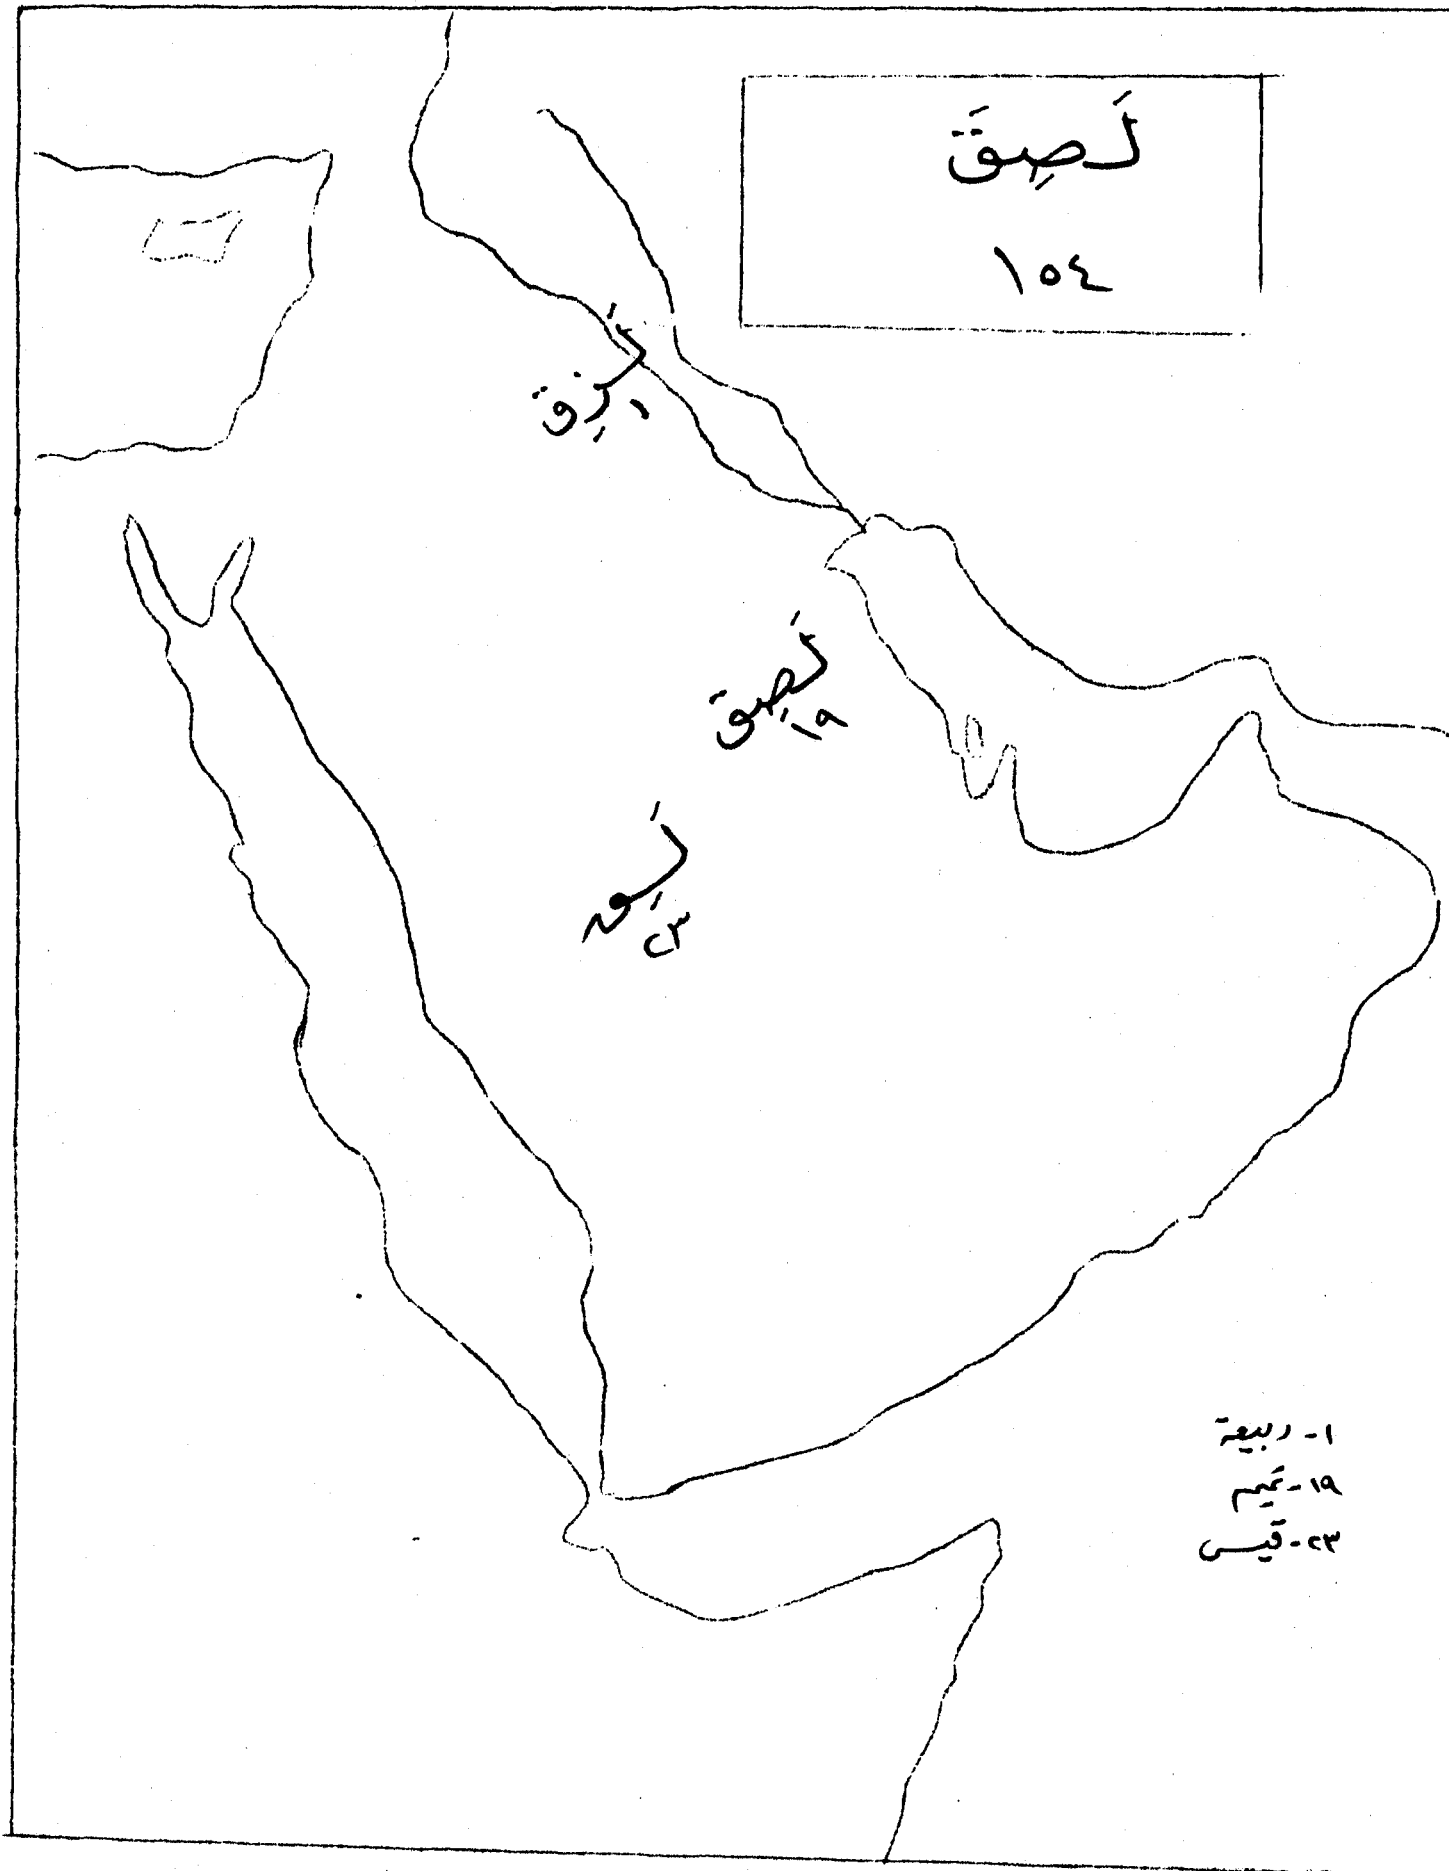 لَصِقَ
١٥٤
لَزِق
١
لَصِق
١٩
لَسِق
٢٣
١- ربيعة
١٩- تميم
٢٣- قيس